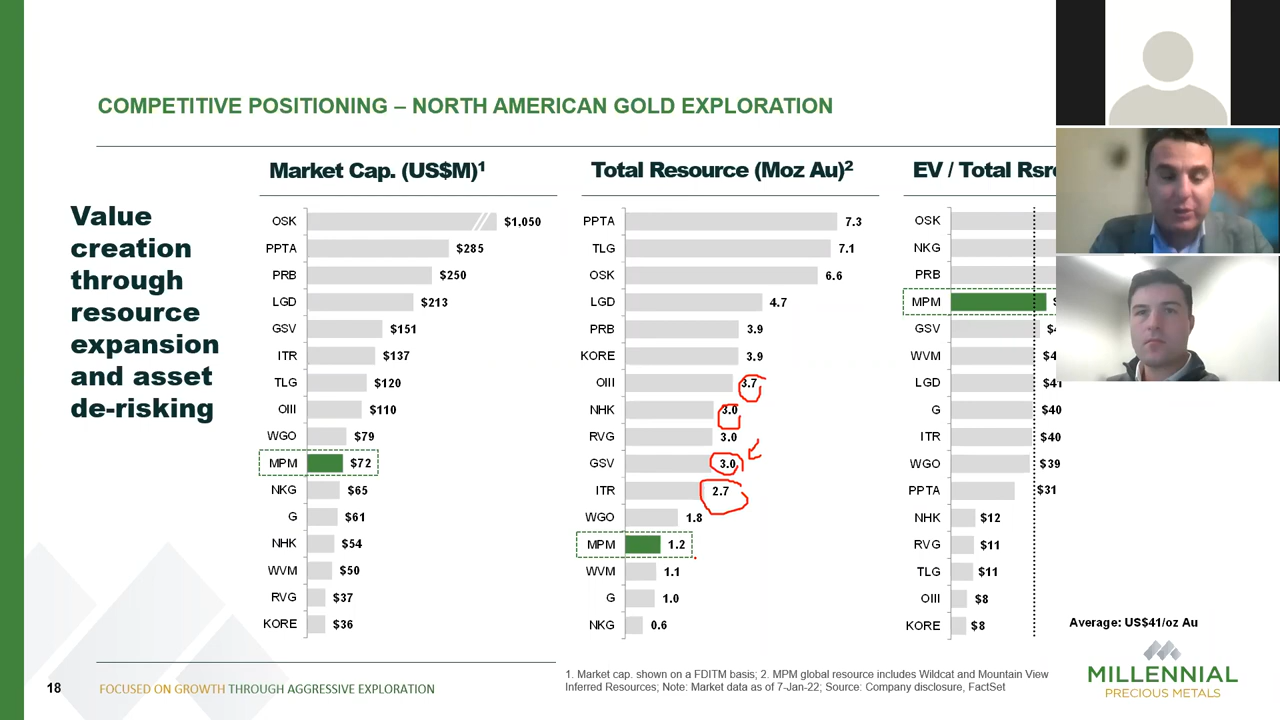 COMPETITIVE POSITIONING – NORTH AMERICAN GOLD EXPLORATION
Value
creation
through
resource
expansion
and asset
de-risking
Market Cap. (US$M)¹
OSK $1,050
PPTA $285
PRB $250
LGD $213
GSV $151
ITR $137
TLG $120
OIII $110
WGO $79
MPM $72
NKG $65
G $61
NHK $54
WVM $50
RVG $37
KORE $36
Total Resource (Moz Au)²
PPTA 7.3
TLG 7.1
OSK 6.6
LGD 4.7
PRB 3.9
KORE 3.9
OIII 3.7
NHK 3.0
RVG 3.0
GSV 3.0
ITR 2.7
WGO 1.8
MPM 1.2
WVM 1.1
G 1.0
NKG 0.6
EV / Total
OSK
NKG
PRB
MPM
GSV
WVM
LGD $41
G $40
ITR $40
WGO $39
PPTA $31
NHK $12
RVG $11
TLG $11
OIII $8
KORE $8
Average: US$41/oz Au
1. Market cap. shown on a FDITM basis; 2. MPM global resource includes Wildcat and Mountain View
Inferred Resources; Note: Market data as of 7-Jan-22; Source: Company disclosure, FactSet
18 FOCUSED ON GROWTH THROUGH AGGRESSIVE EXPLORATION
MILLENNIAL
PRECIOUS METALS